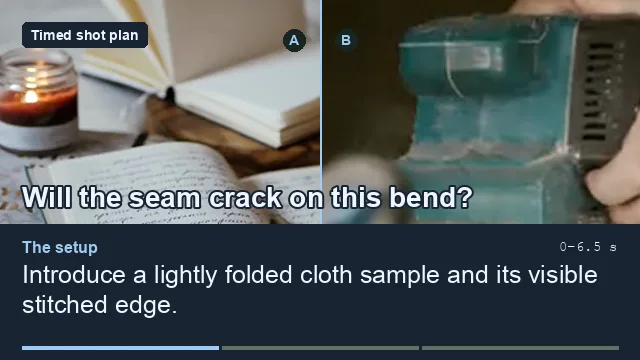 Timed shot plan
A
B
Will the seam crack on this bend?
The setup
0–6.5 s
Introduce a lightly folded cloth sample and its visible
stitched edge.